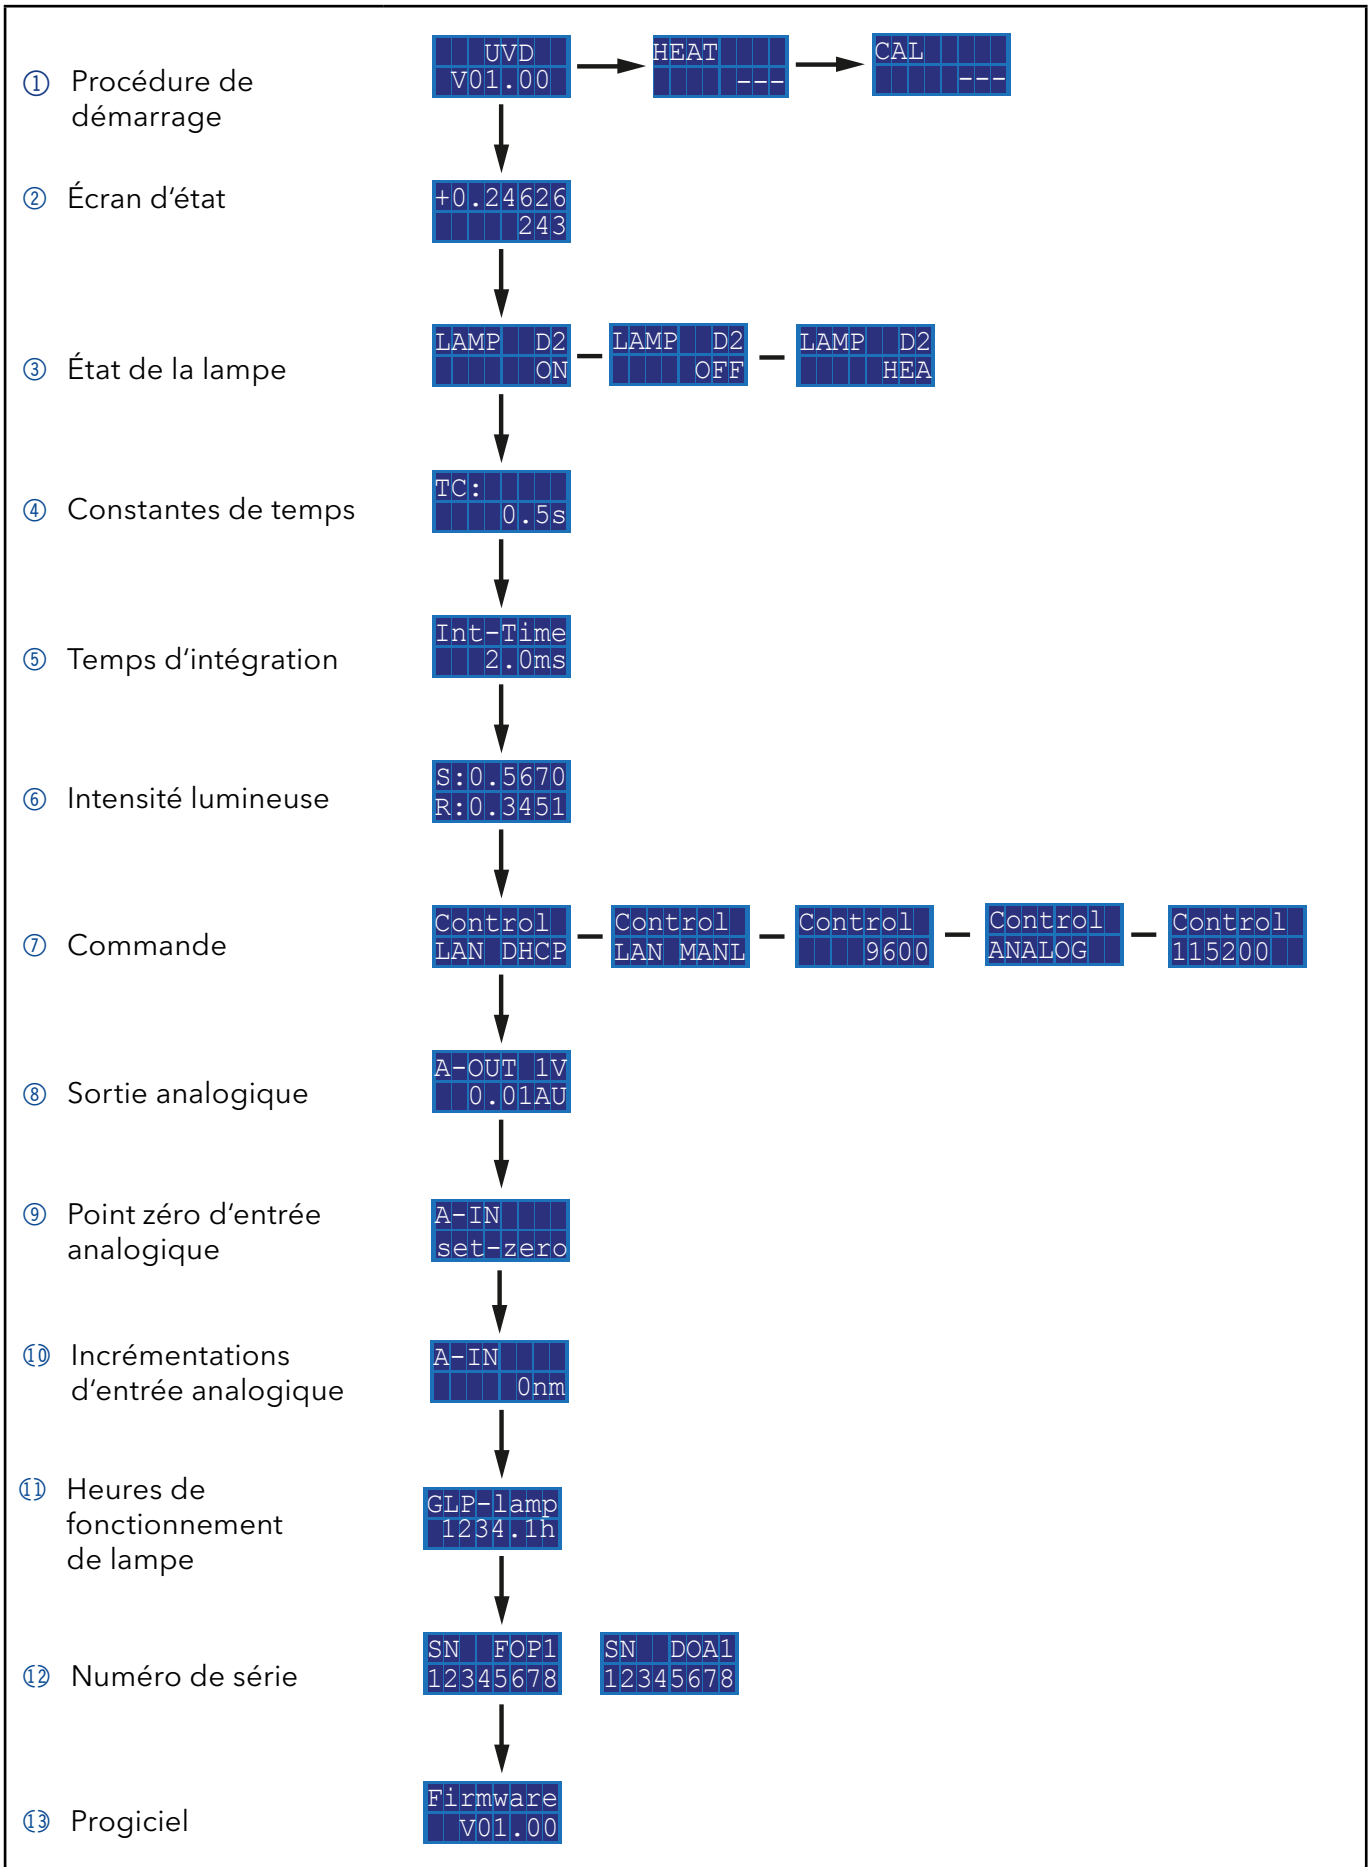 ① Procédure de
démarrage
UVD
V01.00
HEAT
---
CAL
---
② Écran d‘état
+0.24626
243
③ État de la lampe
LAMP D2
ON
LAMP D2
OFF
LAMP D2
HEA
④ Constantes de temps
TC:
0.5s
⑤ Temps d‘intégration
Int-Time
2.0ms
⑥ Intensité lumineuse
S:0.5670
R:0.3451
⑦ Commande
Control
LAN DHCP
Control
LAN MANL
Control
9600
Control
ANALOG
Control
115200
⑧ Sortie analogique
A-OUT 1V
0.01AU
⑨ Point zéro d‘entrée
analogique
A-IN
set-zero
⑩ Incrémentations
d‘entrée analogique
A-IN
0nm
⑪ Heures de
fonctionnement
de lampe
GLP-lamp
1234.1h
⑫ Numéro de série
SN FOP1
12345678
SN DOA1
12345678
⑬ Progiciel
Firmware
V01.00